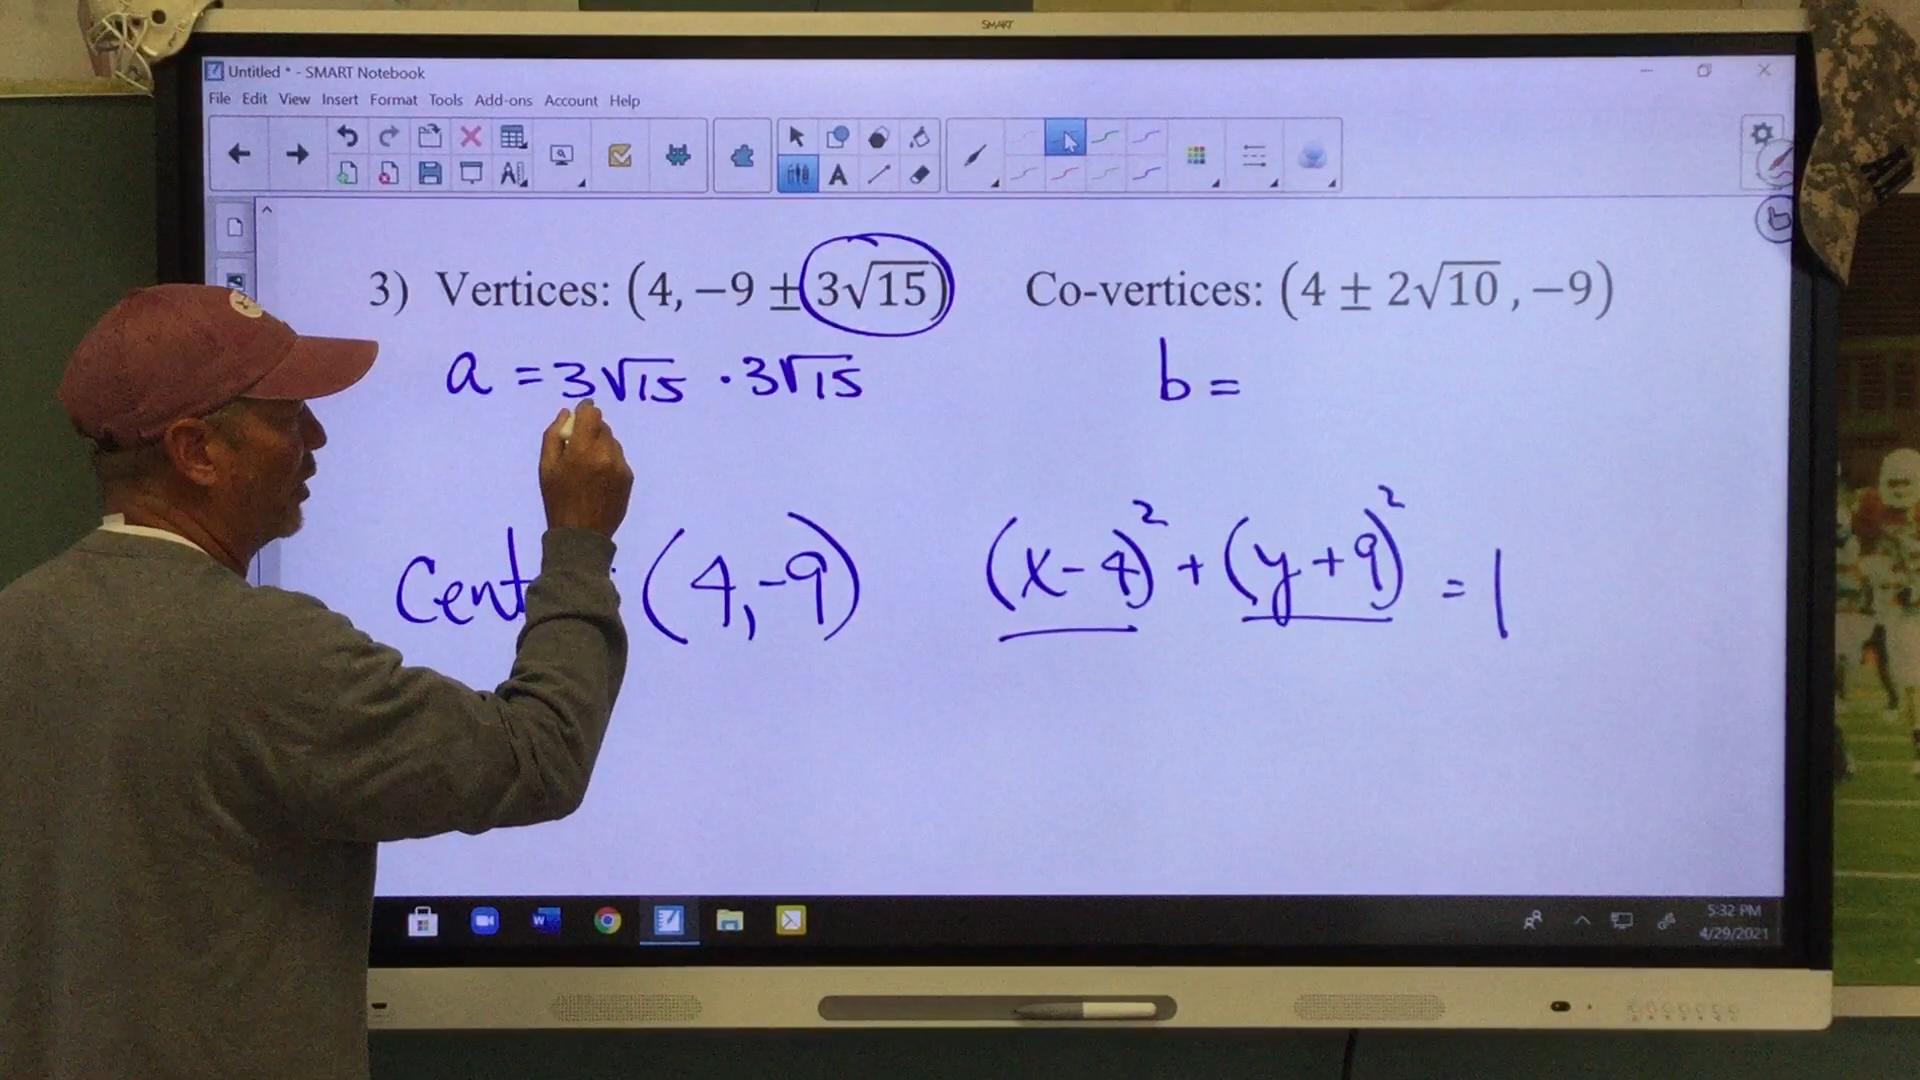 SMART
Untitled * - SMART Notebook
File Edit View Insert Format Tools Add-ons Account Help
3) Vertices: (4, −9 ± 3√15) Co-vertices: (4 ± 2√10 , −9)
a = 3√15 · 3√15 b =
Cent : (4,-9) (x-4)² + (y+9)² = 1
5:32 PM
4/29/2021